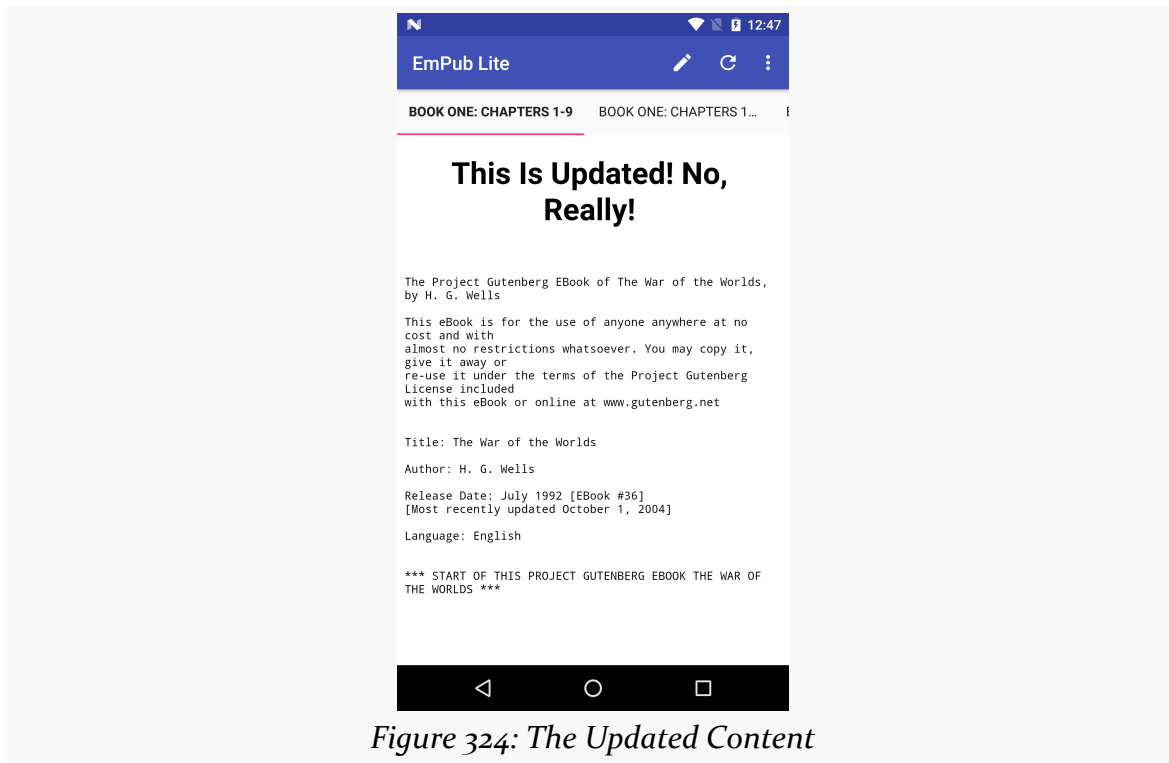 12:47
EmPub Lite
BOOK ONE: CHAPTERS 1-9 BOOK ONE: CHAPTERS 1…
This Is Updated! No,
Really!
The Project Gutenberg EBook of The War of the Worlds,
by H. G. Wells
This eBook is for the use of anyone anywhere at no
cost and with
almost no restrictions whatsoever. You may copy it,
give it away or
re-use it under the terms of the Project Gutenberg
License included
with this eBook or online at www.gutenberg.net
Title: The War of the Worlds
Author: H. G. Wells
Release Date: July 1992 [EBook #36]
[Most recently updated October 1, 2004]
Language: English
*** START OF THIS PROJECT GUTENBERG EBOOK THE WAR OF
THE WORLDS ***
Figure 324: The Updated Content